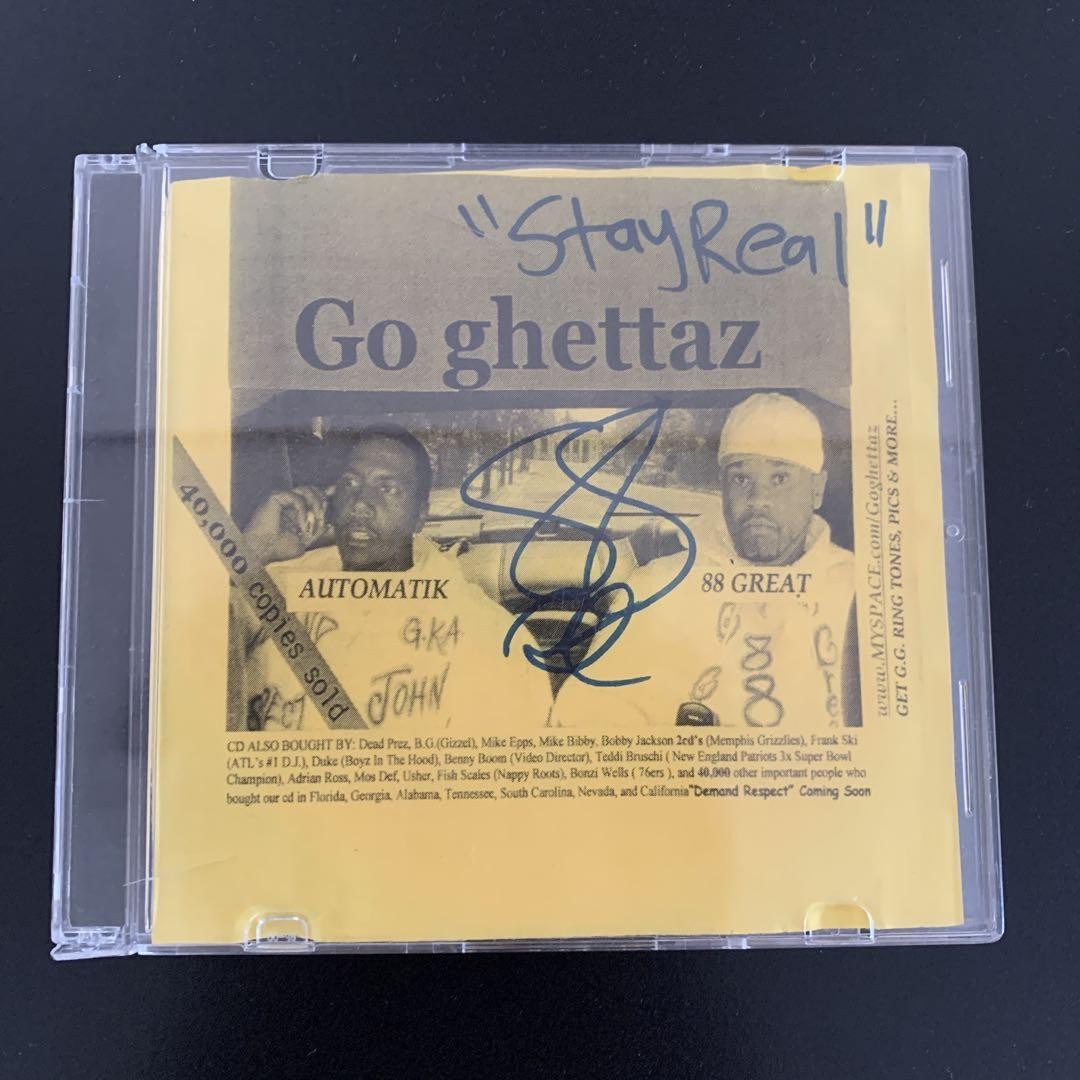 "Stay Real"
Go ghettaz
40,000 copies sold
AUTOMATIK
88 GREAT
G.KA
JOHN
www.MYSPACE.com/Goghettaz
GET G.G. RING TONES, PICS & MORE...
CD ALSO BOUGHT BY: Dead Prez, B.G.(Gizzel), Mike Epps, Mike Bibby, Bobby Jackson 2cd's (Memphis Grizzlies), Frank Ski
(ATL's #1 D.J.), Duke (Boyz In The Hood), Benny Boom (Video Director), Teddi Bruschi ( New England Patriots 3x Super Bowl
Champion), Adrian Ross, Mos Def, Usher, Fish Scales (Nappy Roots), Bonzi Wells ( 76ers ), and 40,000 other important people who
bought our cd in Florida, Georgia, Alabama, Tennessee, South Carolina, Nevada, and California"Demand Respect" Coming Soon